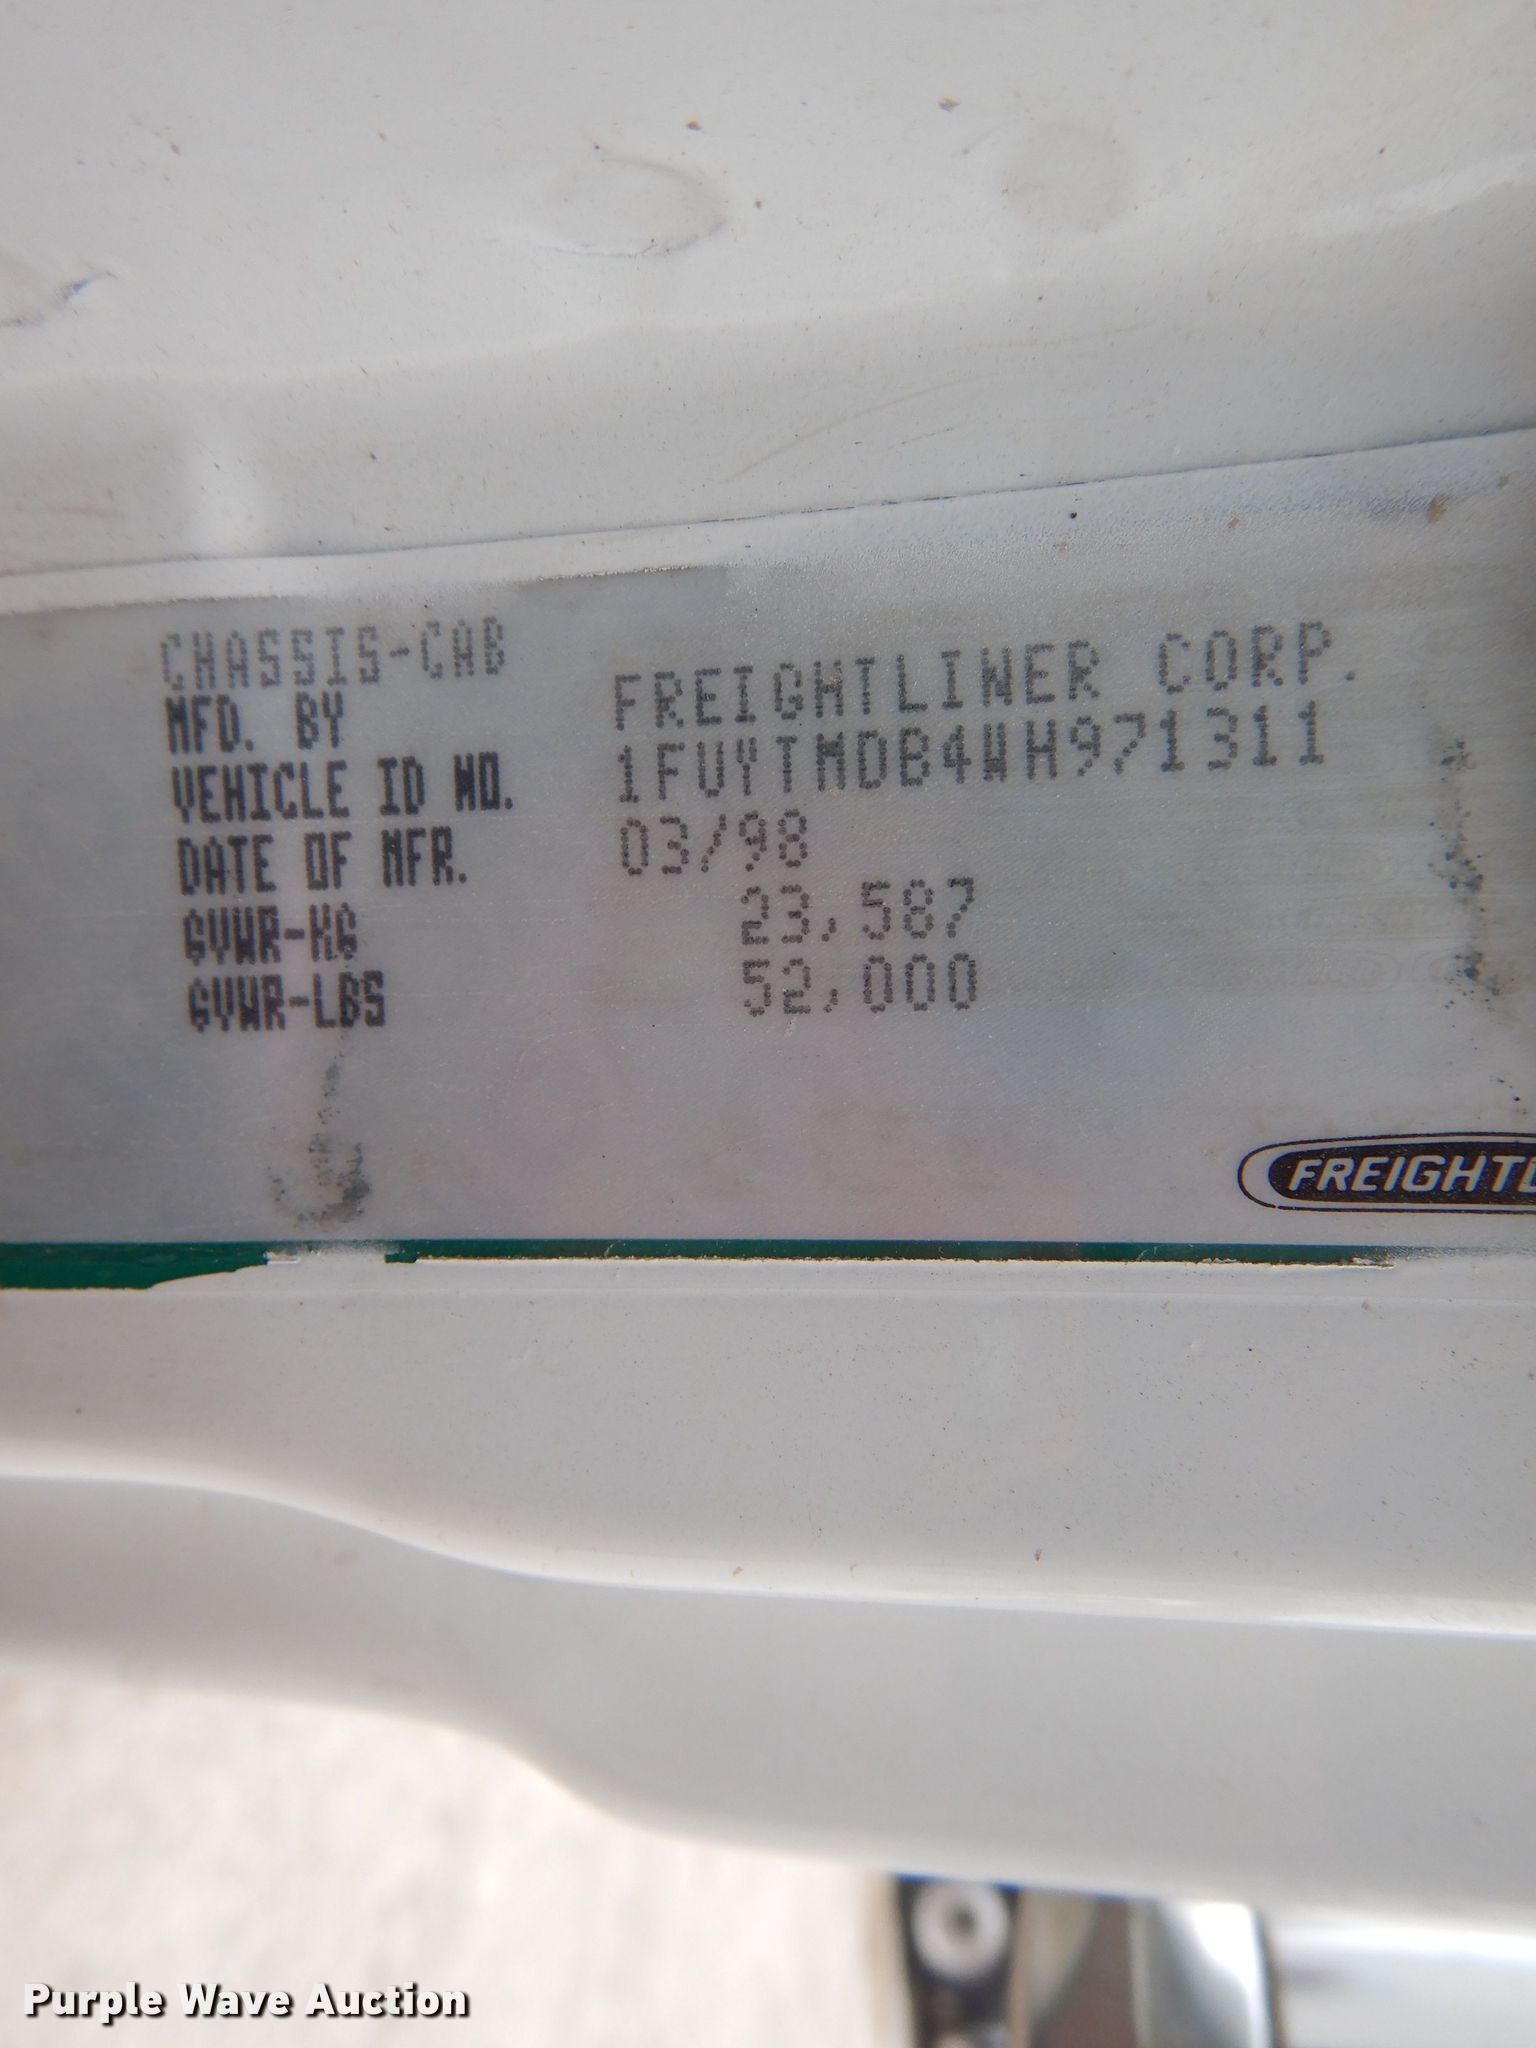 CHASSIS-CAB
MFD. BY FREIGHTLINER CORP.
VEHICLE ID NO. 1FUYTMDB4WH971311
DATE OF MFR. 03/98
GVWR-KG 23,587
GVWR-LBS 52,000
FREIGHTL
Purple Wave Auction